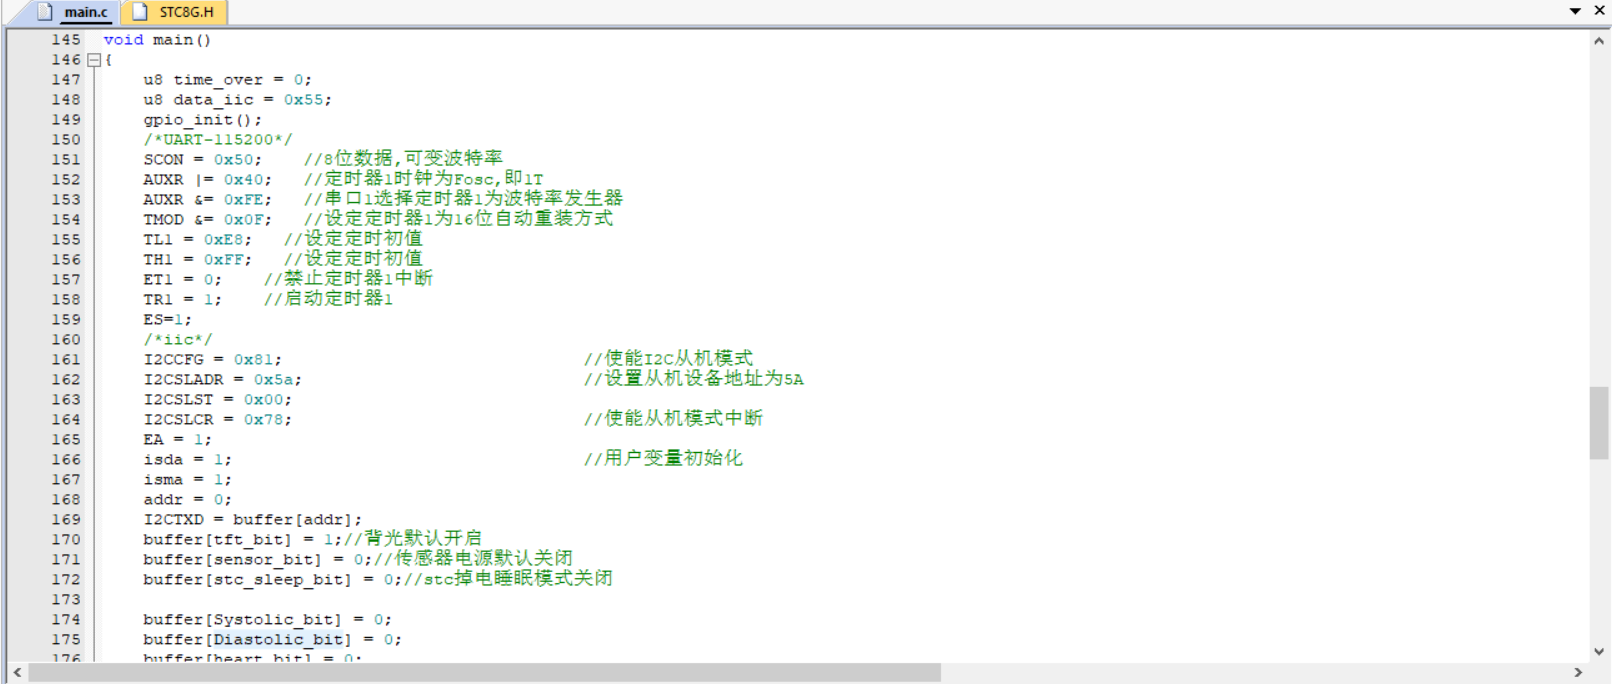 main.c STC8G.H
145 void main()
146 {
147 u8 time_over = 0;
148 u8 data_iic = 0x55;
149 gpio_init();
150 /*UART-115200*/
151 SCON = 0x50; //8位数据,可变波特率
152 AUXR |= 0x40; //定时器1时钟为Fosc,即1T
153 AUXR &= 0xFE; //串口1选择定时器1为波特率发生器
154 TMOD &= 0x0F; //设定定时器1为16位自动重装方式
155 TL1 = 0xE8; //设定定时初值
156 TH1 = 0xFF; //设定定时初值
157 ET1 = 0; //禁止定时器1中断
158 TR1 = 1; //启动定时器1
159 ES=1;
160 /*iic*/
161 I2CCFG = 0x81; //使能I2C从机模式
162 I2CSLADR = 0x5a; //设置从机设备地址为5A
163 I2CSLST = 0x00;
164 I2CSLCR = 0x78; //使能从机模式中断
165 EA = 1;
166 isda = 1; //用户变量初始化
167 isma = 1;
168 addr = 0;
169 I2CTXD = buffer[addr];
170 buffer[tft_bit] = 1;//背光默认开启
171 buffer[sensor_bit] = 0;//传感器电源默认关闭
172 buffer[stc_sleep_bit] = 0;//stc掉电睡眠模式关闭
173
174 buffer[Systolic_bit] = 0;
175 buffer[Diastolic_bit] = 0;
176 buffer[heart_bit] = 0;